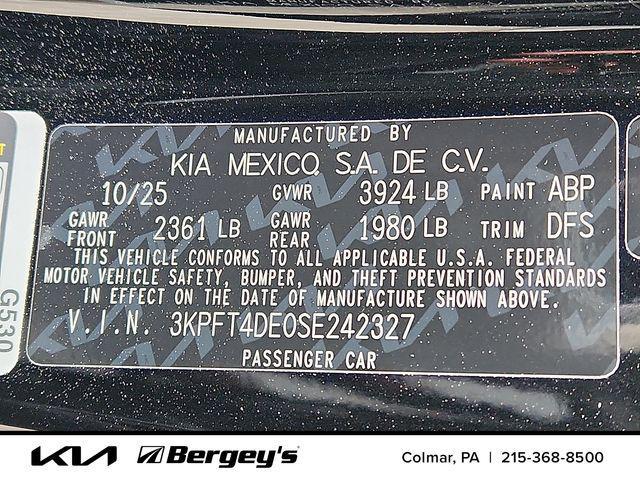 MANUFACTURED BY
KIA MEXICO, S.A. DE C.V.
10/25 GVWR 3924 LB PAINT ABP
GAWR FRONT 2361 LB GAWR REAR 1980 LB TRIM DFS
THIS VEHICLE CONFORMS TO ALL APPLICABLE U.S.A. FEDERAL
MOTOR VEHICLE SAFETY, BUMPER, AND THEFT PREVENTION STANDARDS
IN EFFECT ON THE DATE OF MANUFACTURE SHOWN ABOVE.
V.I.N. 3KPFT4DE0SE242327
PASSENGER CAR
G530
KIA Bergey's Colmar, PA | 215-368-8500